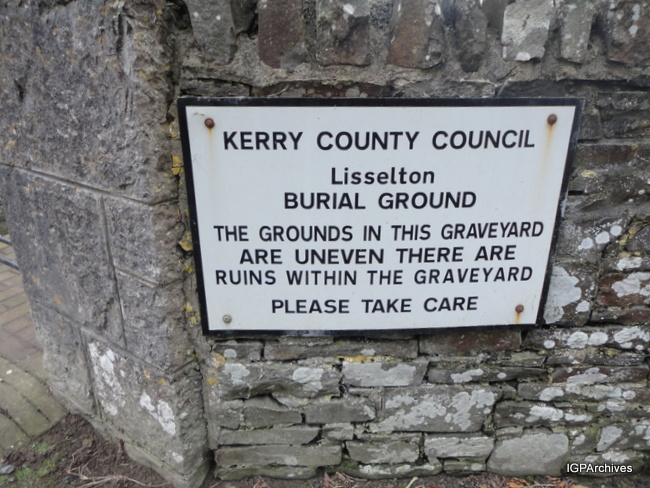 KERRY COUNTY COUNCIL
Lisselton
BURIAL GROUND
THE GROUNDS IN THIS GRAVEYARD
ARE UNEVEN THERE ARE
RUINS WITHIN THE GRAVEYARD
PLEASE TAKE CARE
IGPArchives